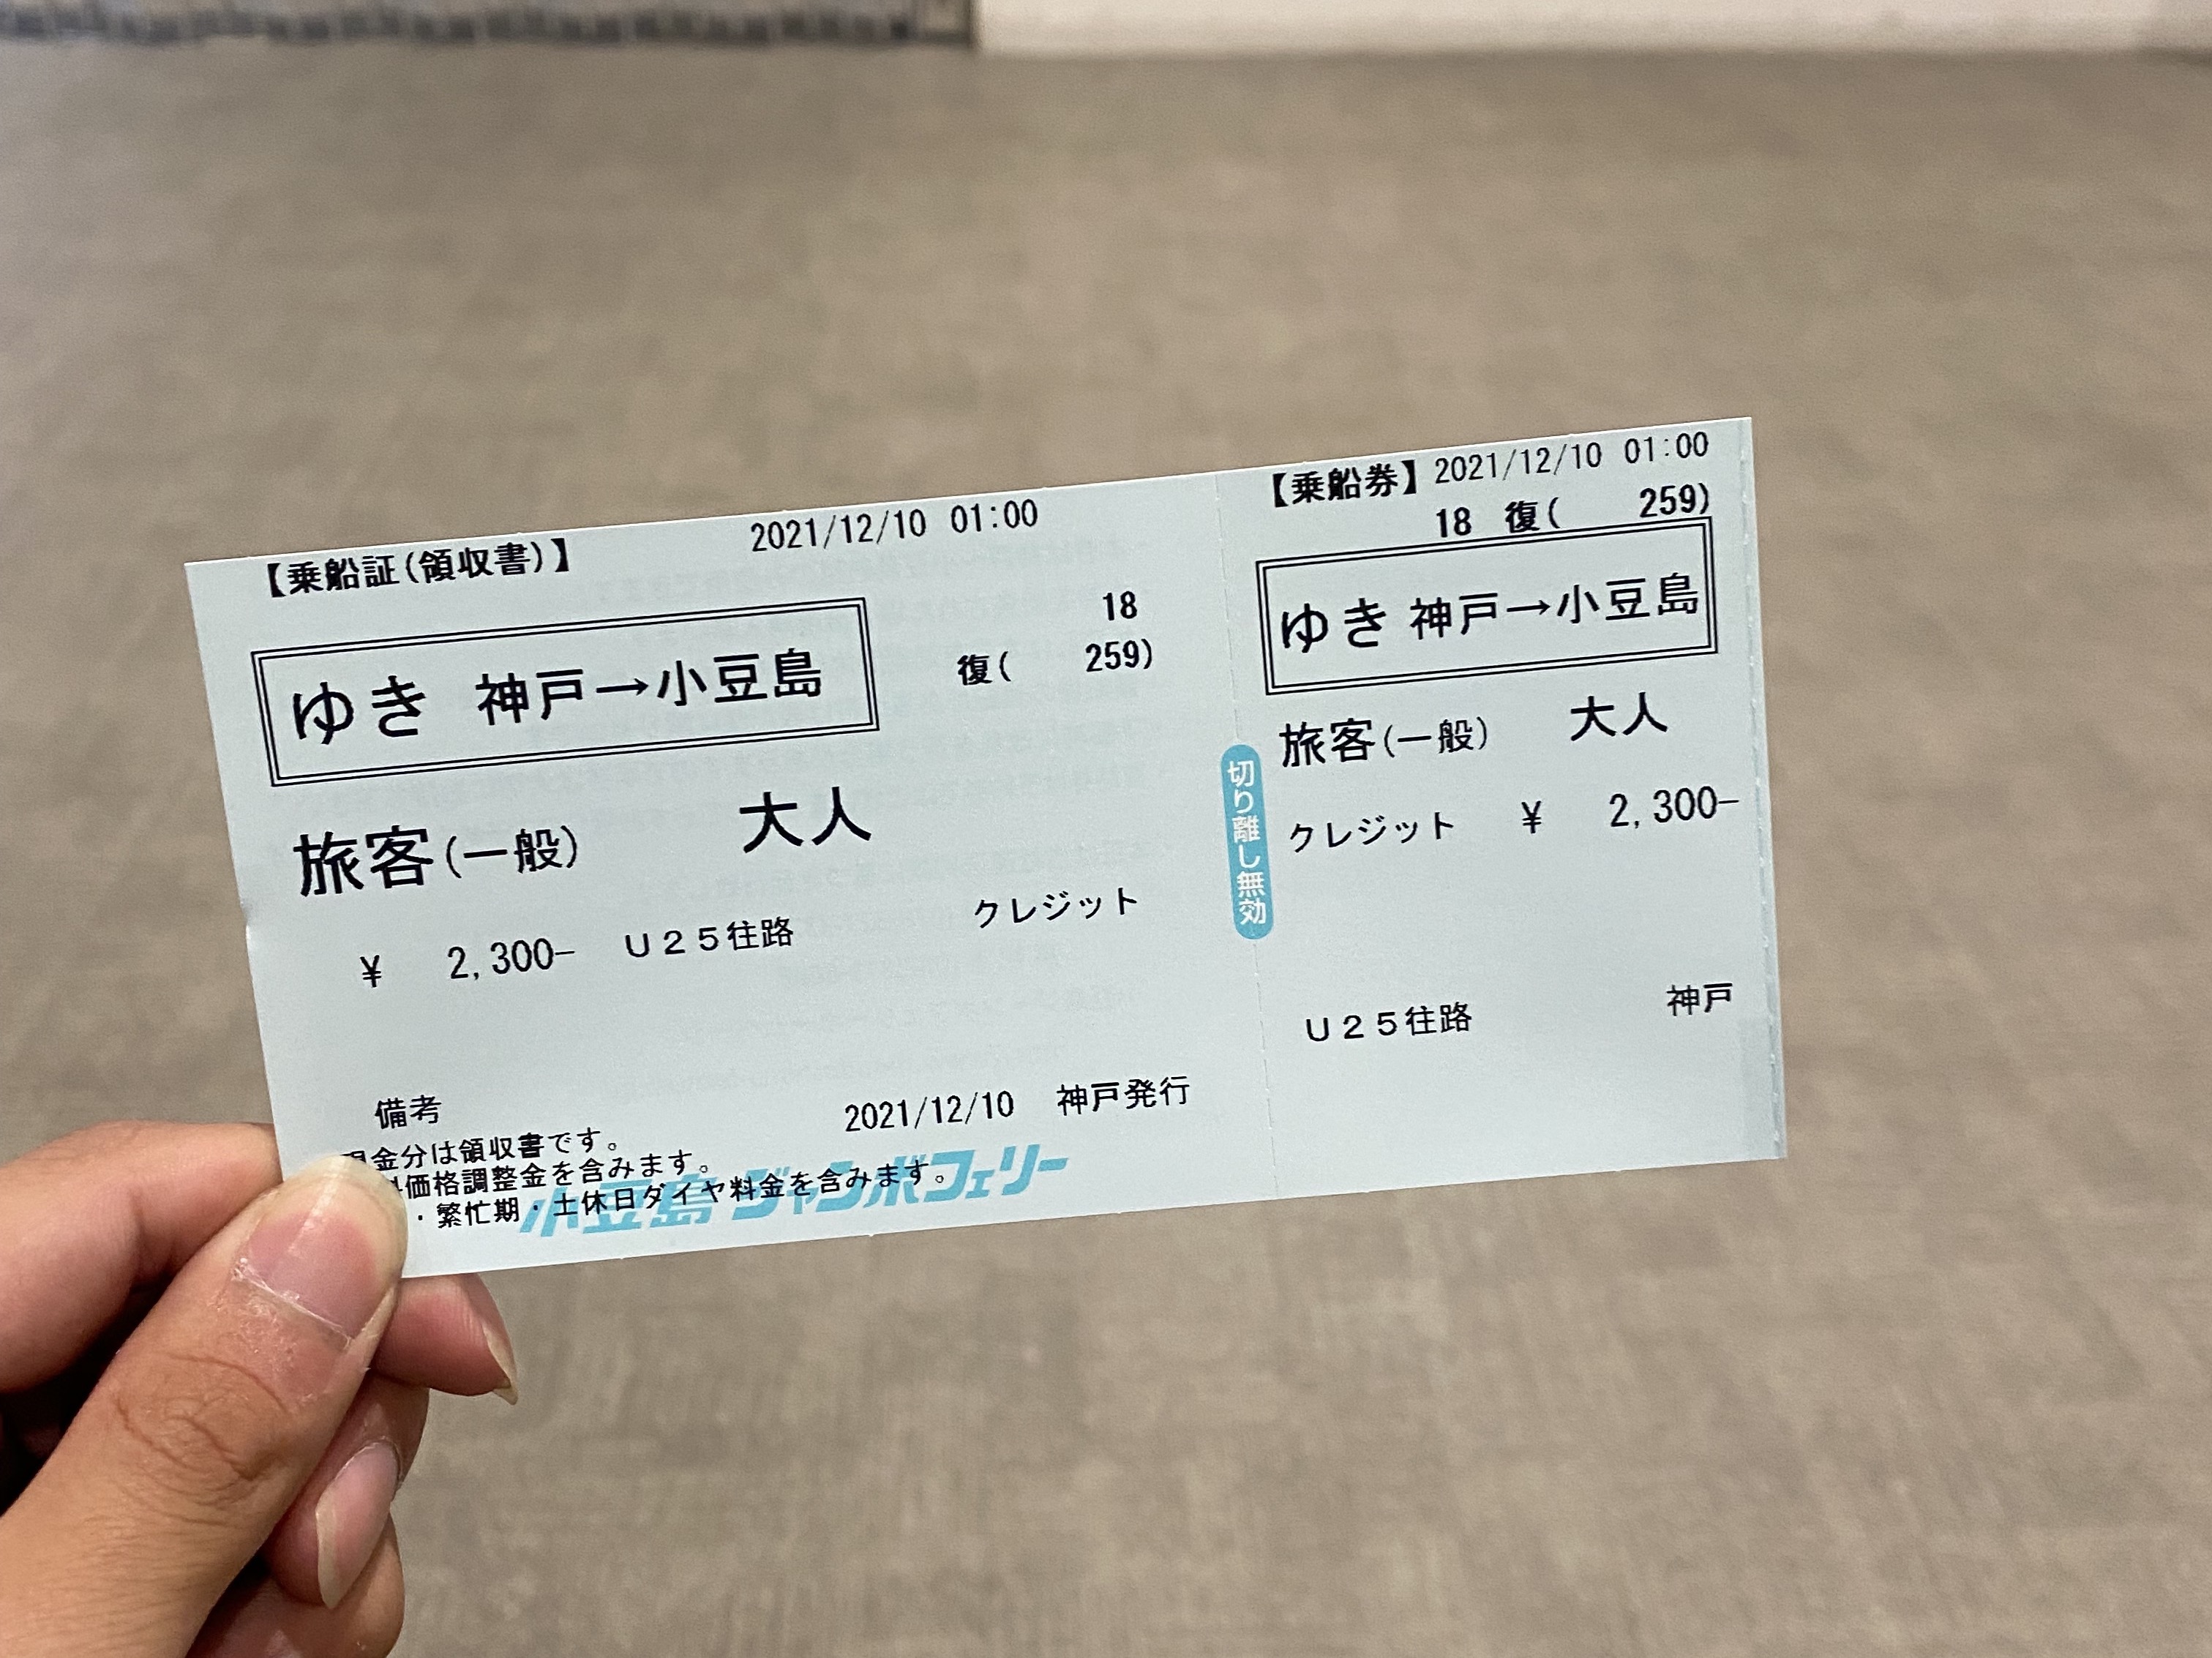 【乗船証(領収書)】 2021/12/10 01:00
18
ゆき 神戸→小豆島 復( 259)
旅客(一般) 大人
¥ 2,300- U25往路 クレジット
備考 2021/12/10 神戸発行
金分は領収書です。
価格調整金を含みます。
・繁忙期・土休日ダイヤ料金を含みます。
小豆島ジャンボフェリー
切り離し無効
【乗船券】 2021/12/10 01:00
18 復( 259)
ゆき 神戸→小豆島
旅客(一般) 大人
クレジット ¥ 2,300-
U25往路 神戸